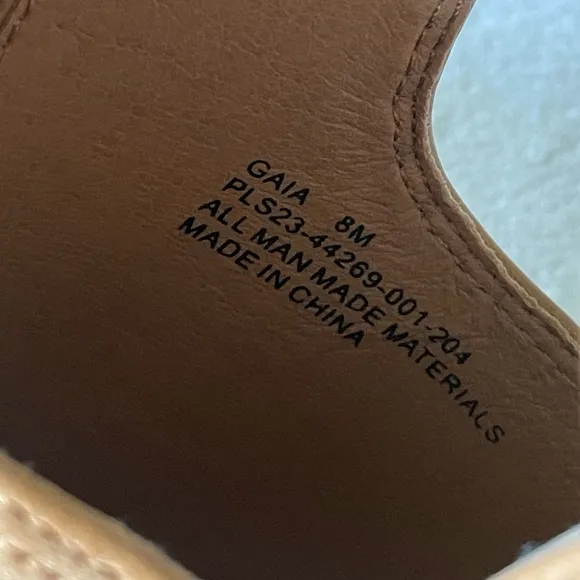 GAIA 8M
PLS23-44269-001-204
ALL MAN MADE MATERIALS
MADE IN CHINA